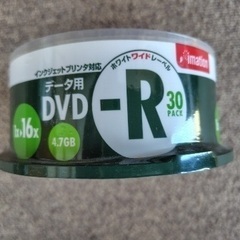 imation
インクジェットプリンタ対応
ホワイトワイドレーベル
データ用
DVD
-R
30
PACK
1x▶16x
4.7GB